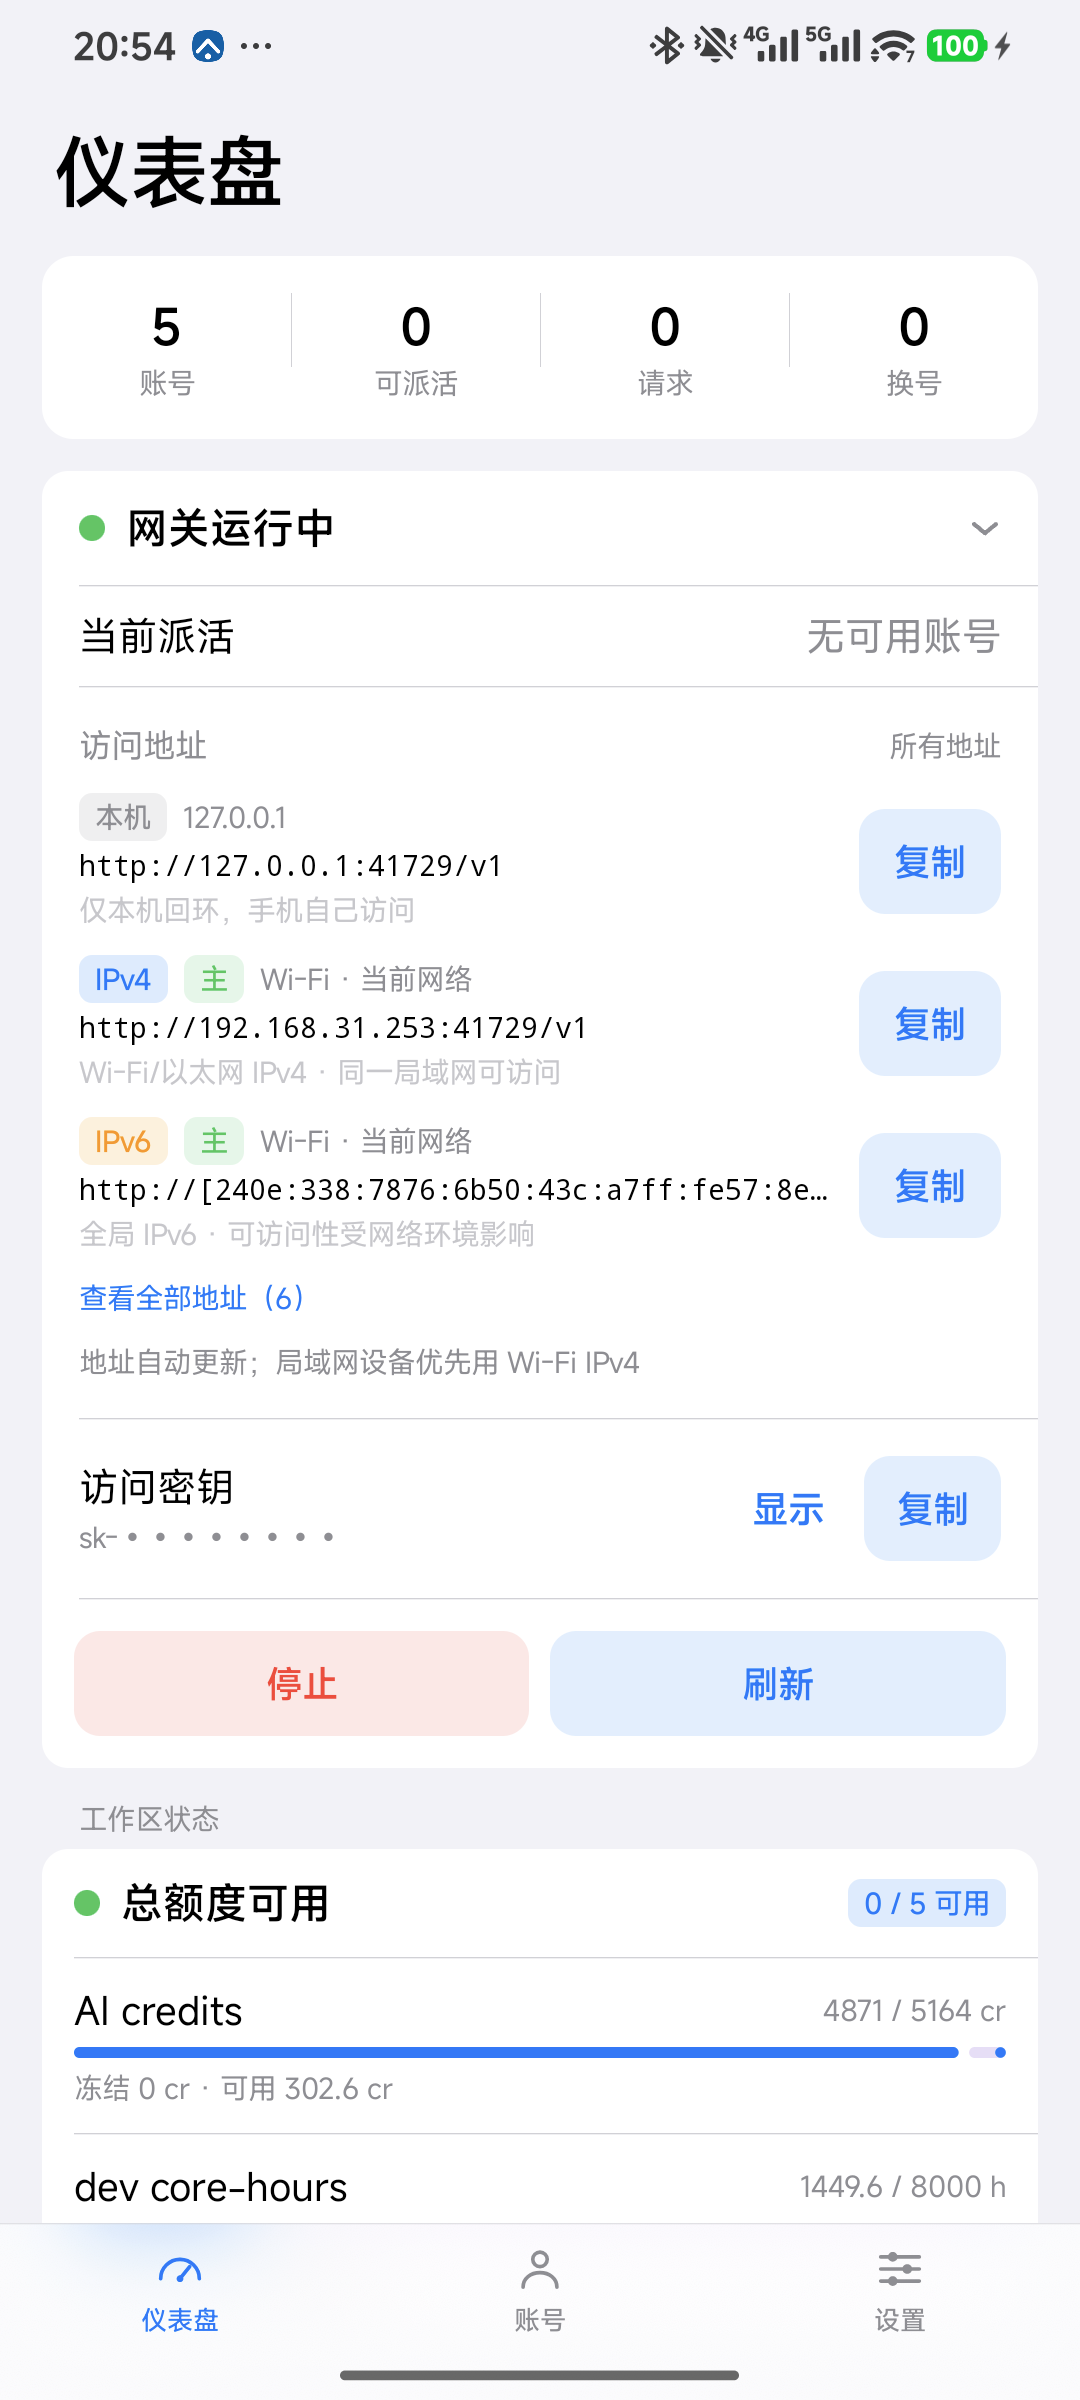 20:54 ··· 4G 5G 7 100
仪表盘
5 0 0 0
账号 可派活 请求 换号
网关运行中
当前派活 无可用账号
访问地址 所有地址
本机 127.0.0.1
http://127.0.0.1:41729/v1
仅本机回环，手机自己访问
复制
IPv4 主 Wi-Fi · 当前网络
http://192.168.31.253:41729/v1
Wi-Fi/以太网 IPv4 · 同一局域网可访问
复制
IPv6 主 Wi-Fi · 当前网络
http://[240e:338:7876:6b50:43c:a7ff:fe57:8e…
全局 IPv6 · 可访问性受网络环境影响
复制
查看全部地址（6）
地址自动更新；局域网设备优先用 Wi-Fi IPv4
访问密钥
sk-••••••••
显示 复制
停止 刷新
工作区状态
总额度可用 0 / 5 可用
AI credits 4871 / 5164 cr
冻结 0 cr · 可用 302.6 cr
dev core-hours 1449.6 / 8000 h
仪表盘 账号 设置